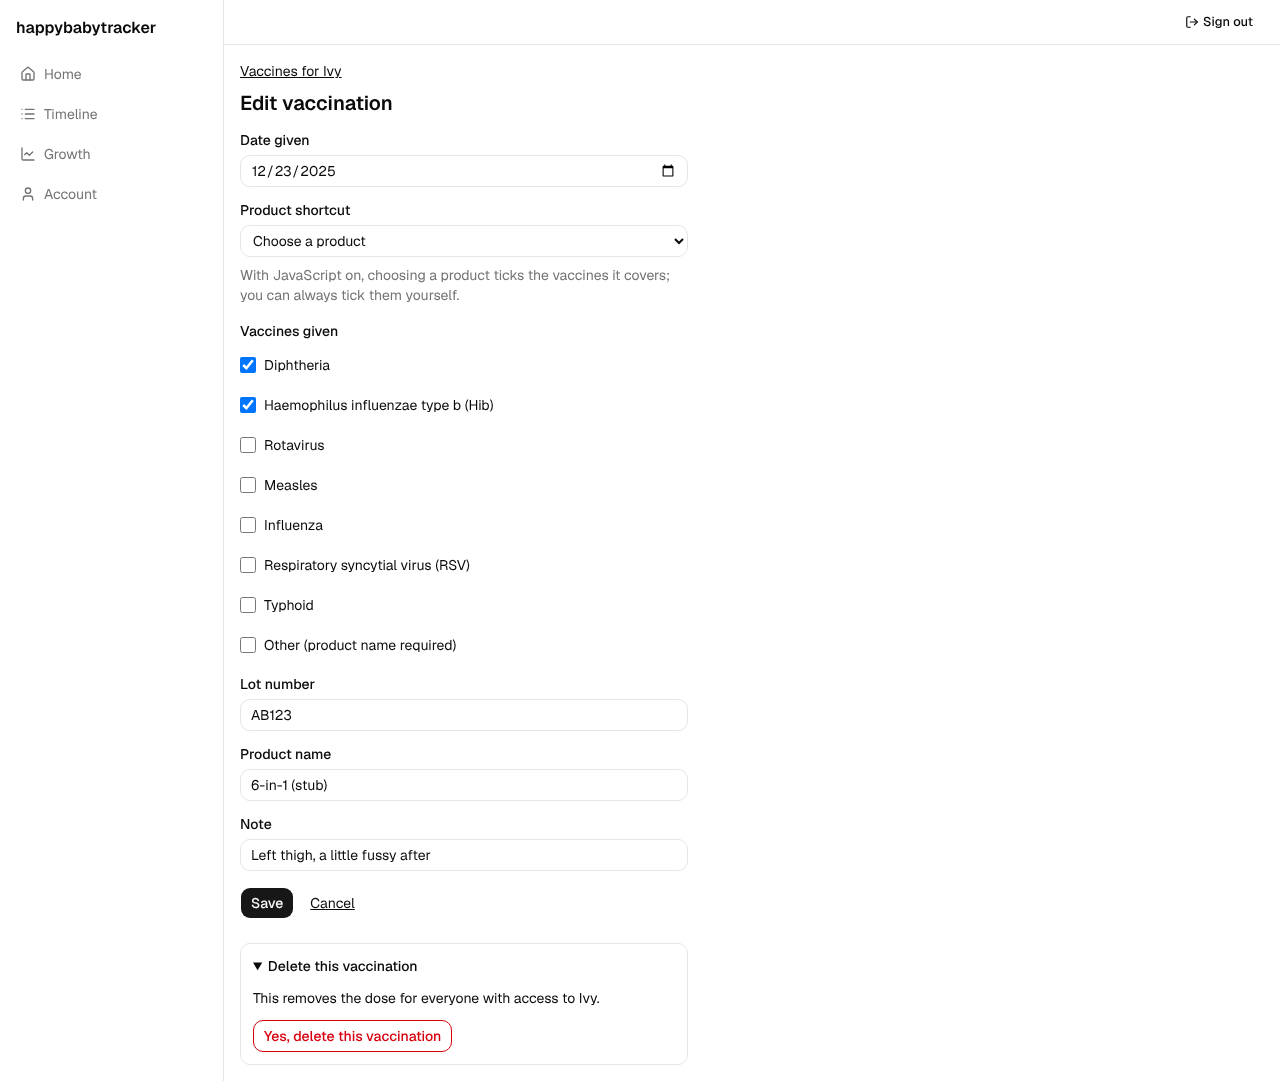 happybabytracker
Sign out
Home
Timeline
Growth
Account
Vaccines for Ivy
Edit vaccination
Date given
12/23/2025
Product shortcut
Choose a product
With JavaScript on, choosing a product ticks the vaccines it covers;
you can always tick them yourself.
Vaccines given
Diphtheria
Haemophilus influenzae type b (Hib)
Rotavirus
Measles
Influenza
Respiratory syncytial virus (RSV)
Typhoid
Other (product name required)
Lot number
AB123
Product name
6-in-1 (stub)
Note
Left thigh, a little fussy after
Save
Cancel
Delete this vaccination
This removes the dose for everyone with access to Ivy.
Yes, delete this vaccination